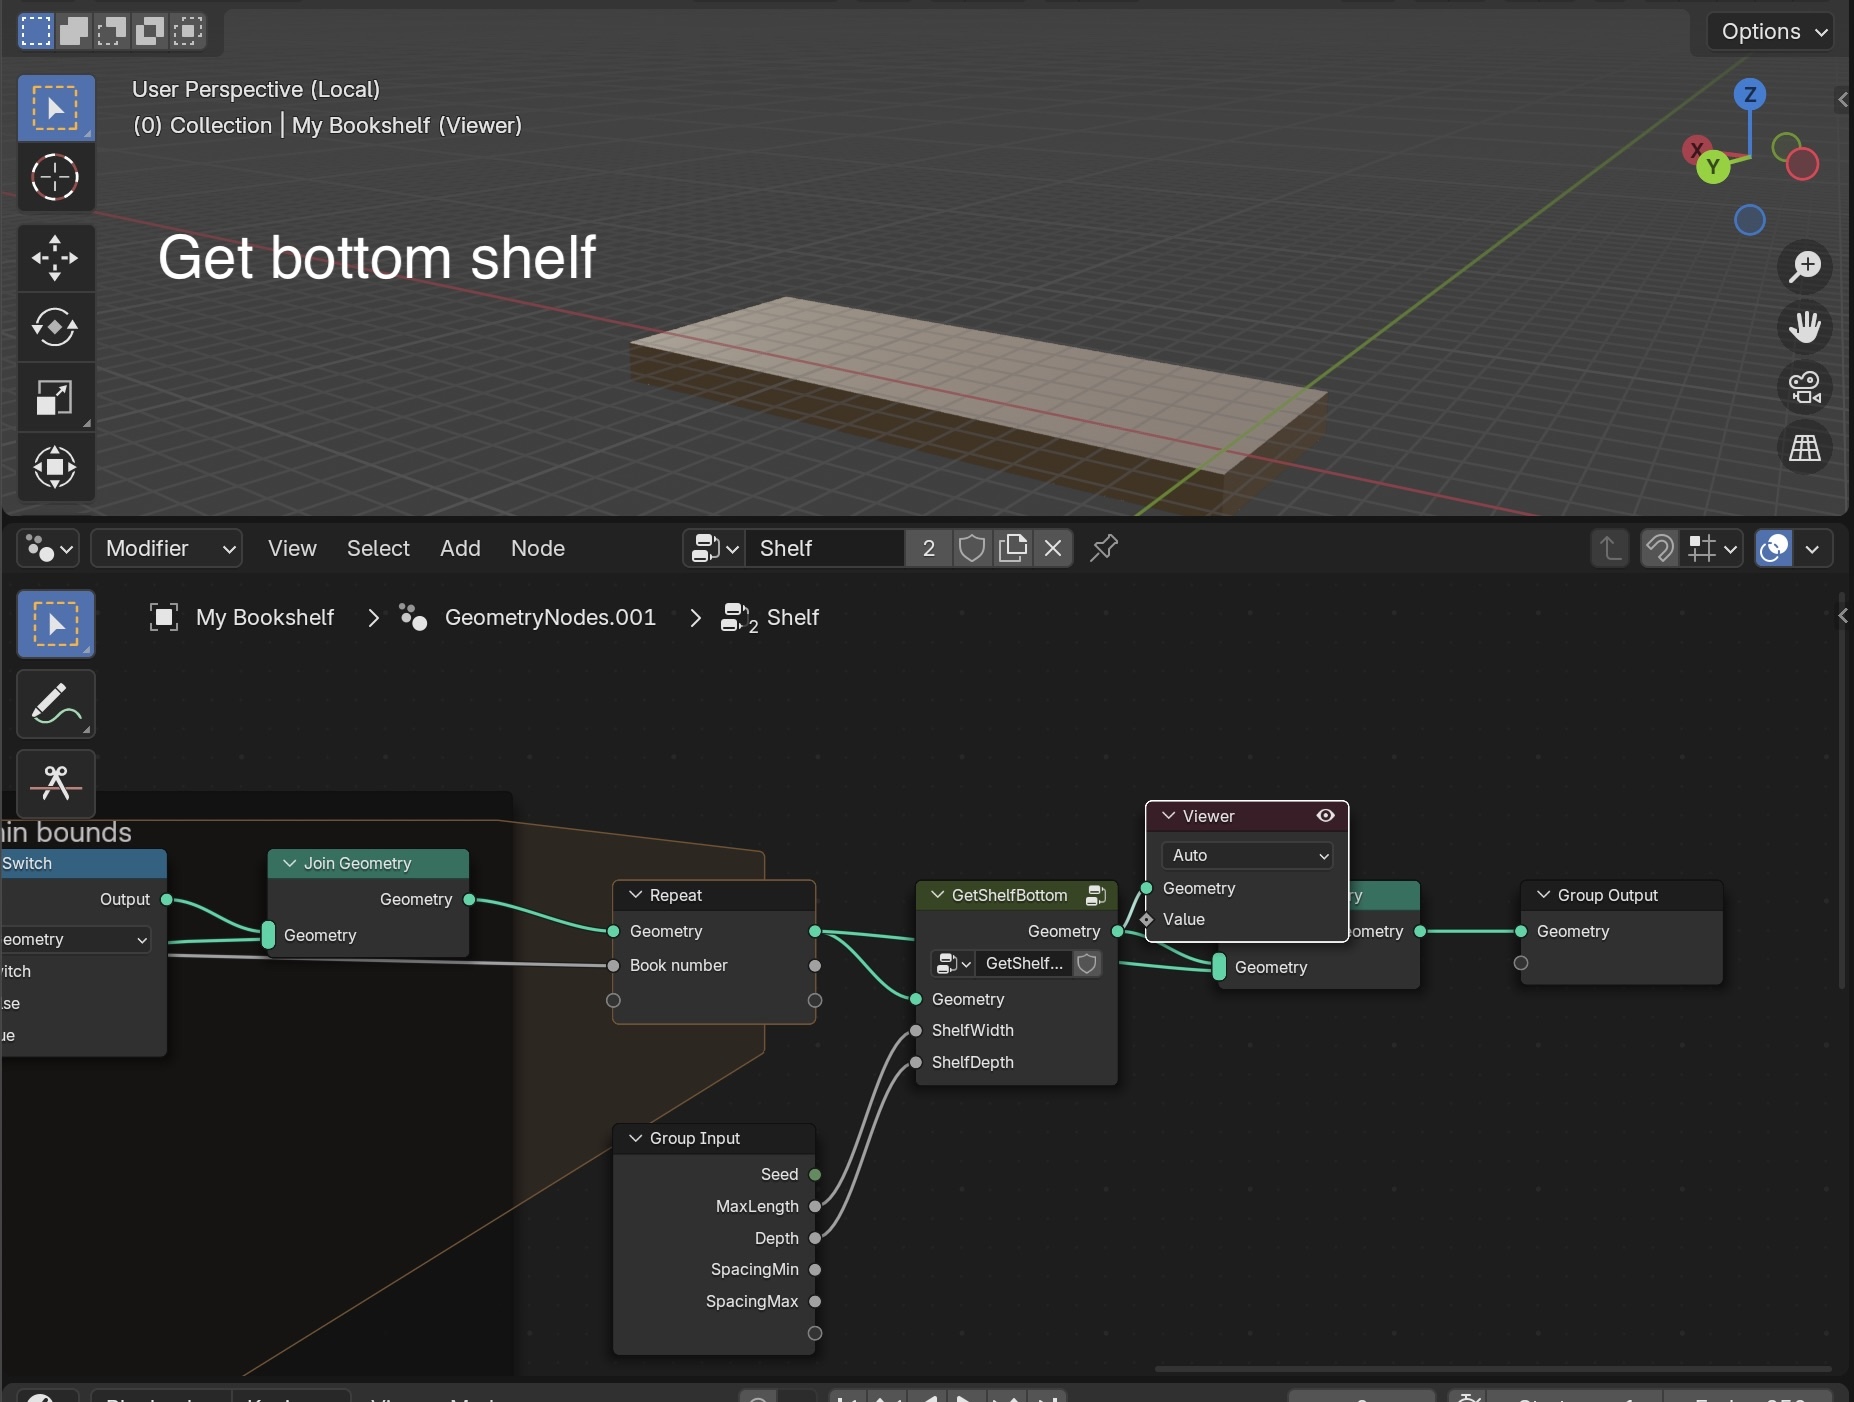 Options
User Perspective (Local)
(0) Collection | My Bookshelf (Viewer)
Z
X
Y
Get bottom shelf
Modifier
View
Select
Add
Node
Shelf
2
My Bookshelf
GeometryNodes.001
2 Shelf
in bounds
Switch
Output
eometry
itch
se
ue
Join Geometry
Geometry
Geometry
Repeat
Geometry
Book number
GetShelfBottom
Geometry
GetShelf...
Geometry
ShelfWidth
ShelfDepth
Viewer
Auto
Geometry
Value
ry
eometry
Geometry
Group Output
Geometry
Group Input
Seed
MaxLength
Depth
SpacingMin
SpacingMax